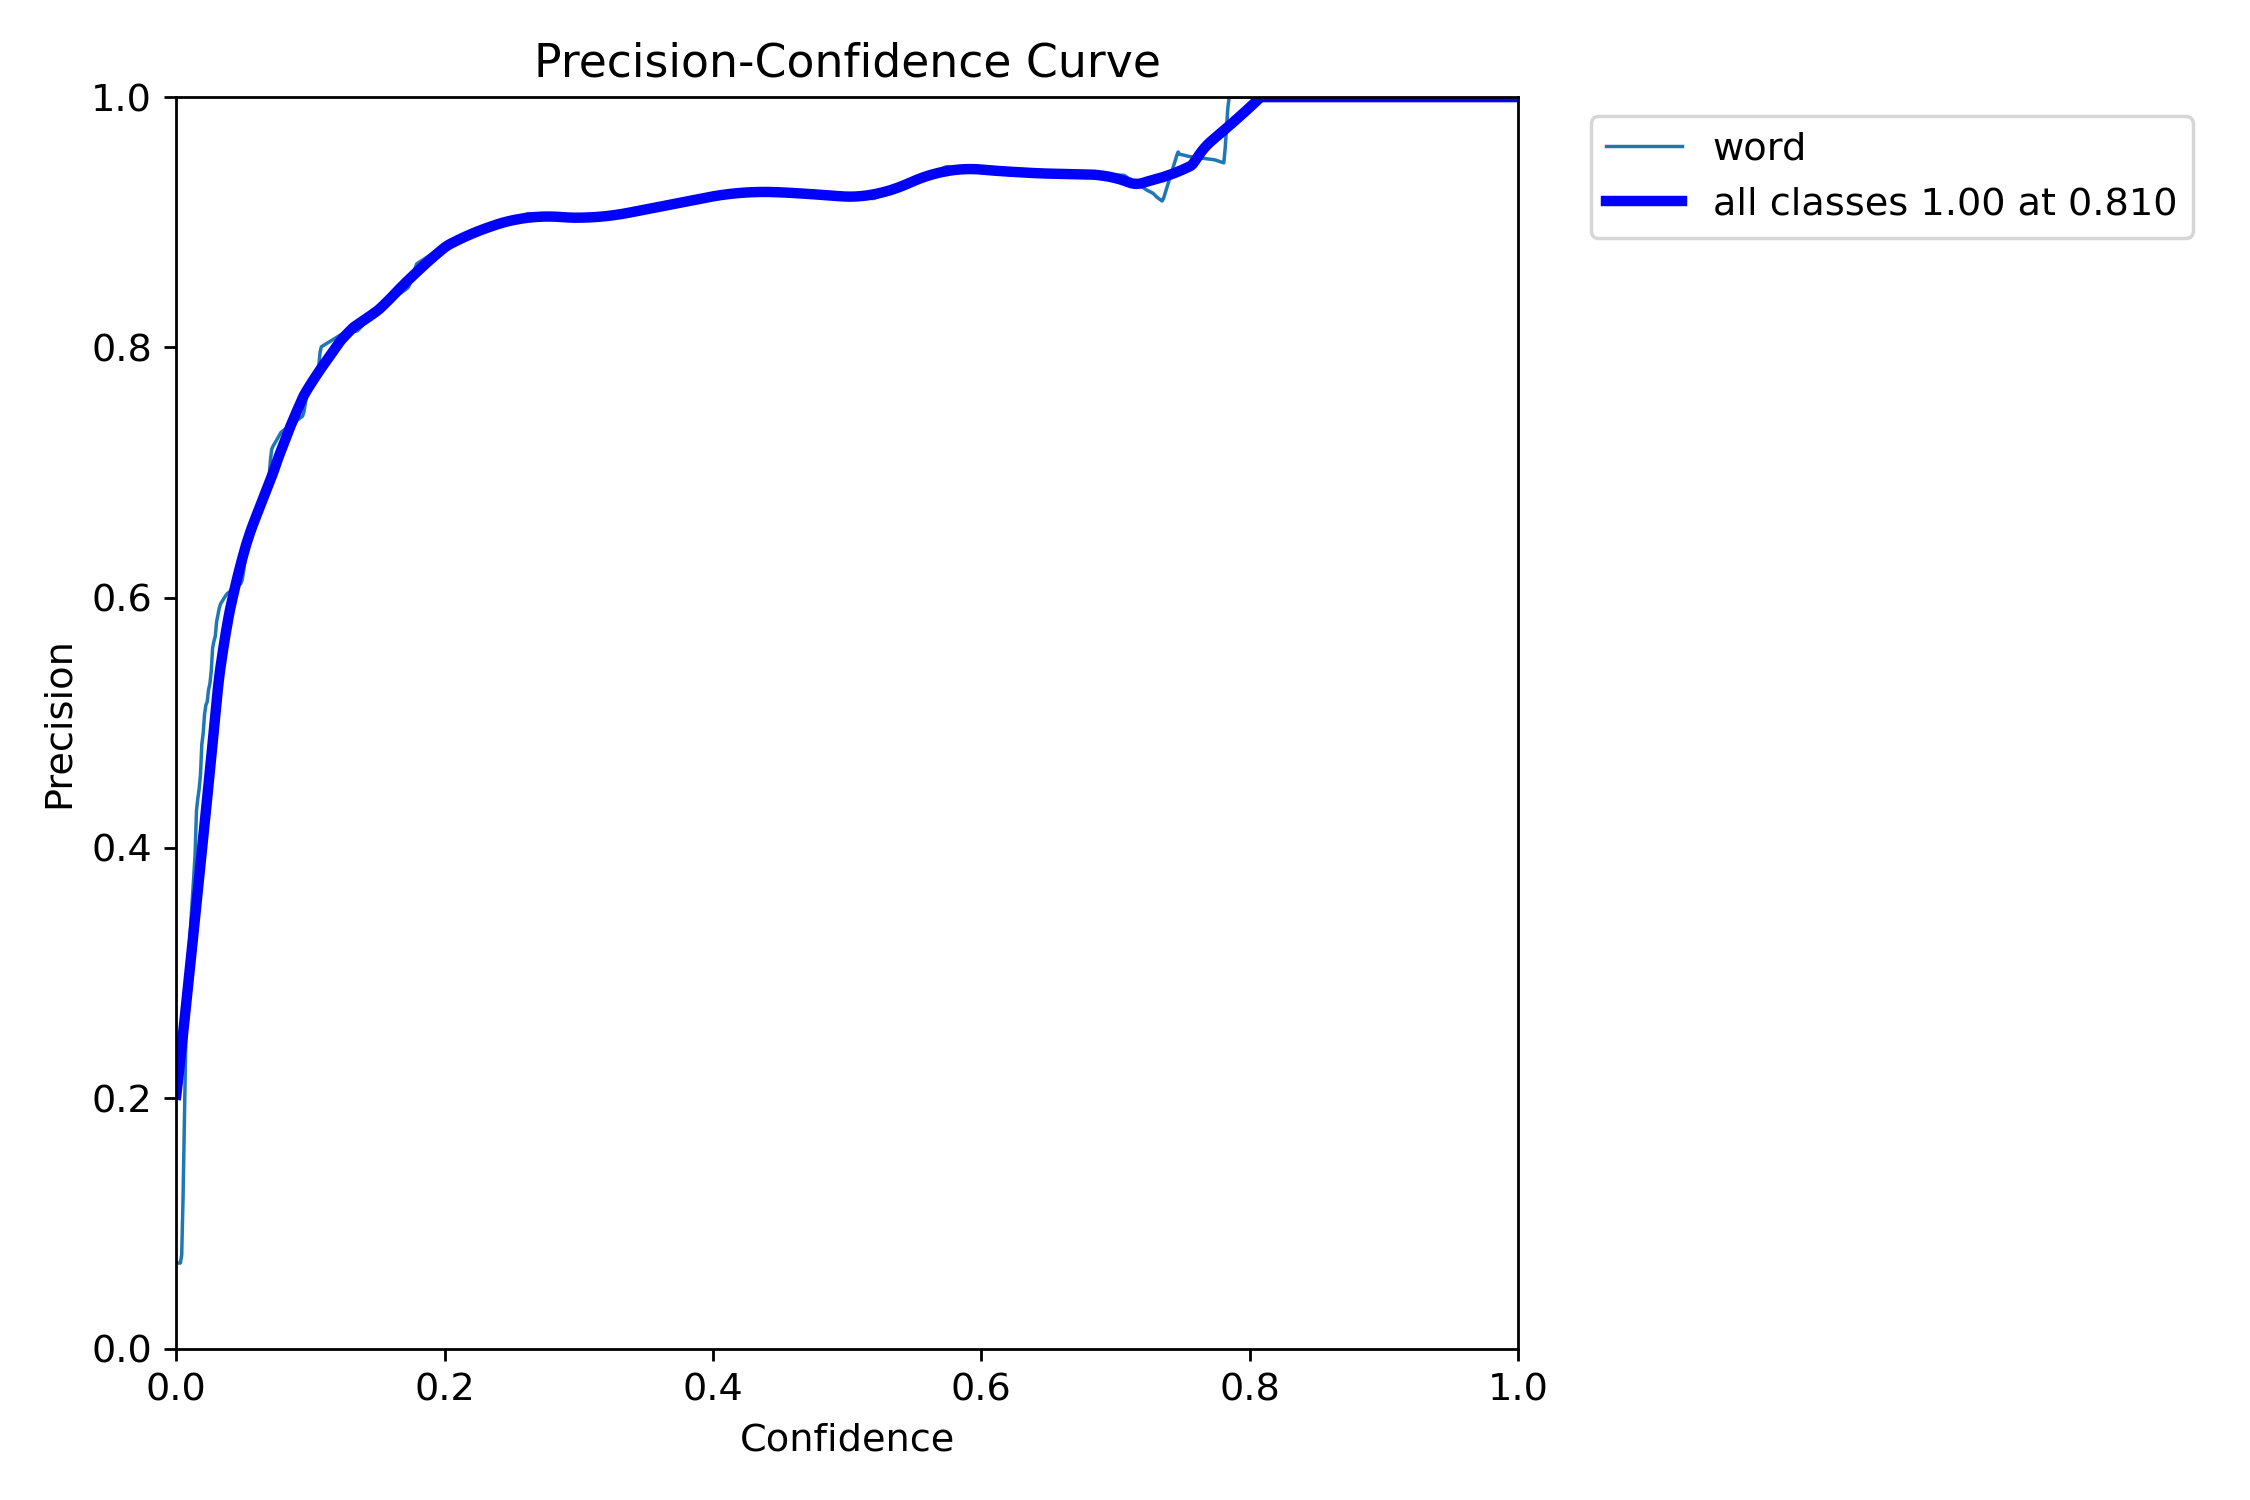 Precision-Confidence Curve
1.0
0.8
0.6
0.4
0.2
0.0
Precision
0.0 0.2 0.4 0.6 0.8 1.0
Confidence
word
all classes 1.00 at 0.810